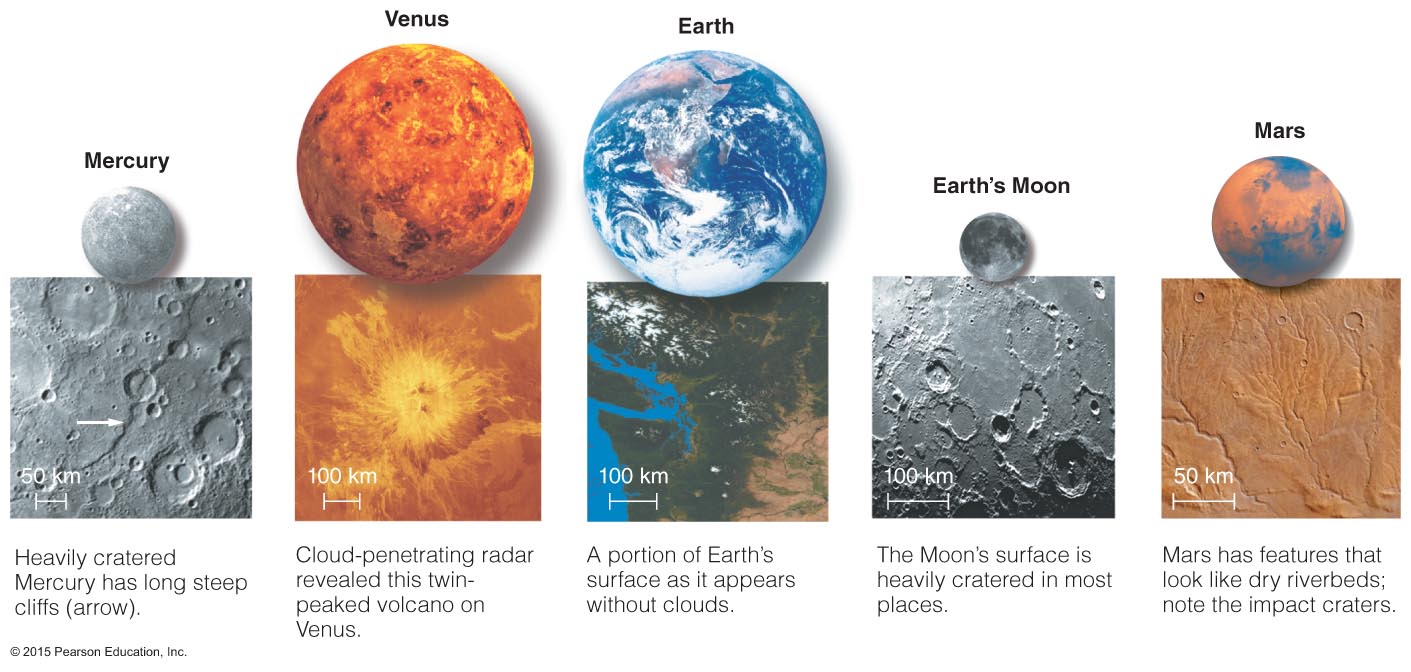 Venus
Earth
Mars
Mercury
Earth's Moon
50 km
100 km
100 km
100 km
50 km
Heavily cratered
Mercury has long steep
cliffs (arrow).
Cloud-penetrating radar
revealed this twin-
peaked volcano on
Venus.
A portion of Earth's
surface as it appears
without clouds.
The Moon's surface is
heavily cratered in most
places.
Mars has features that
look like dry riverbeds;
note the impact craters.
© 2015 Pearson Education, Inc.